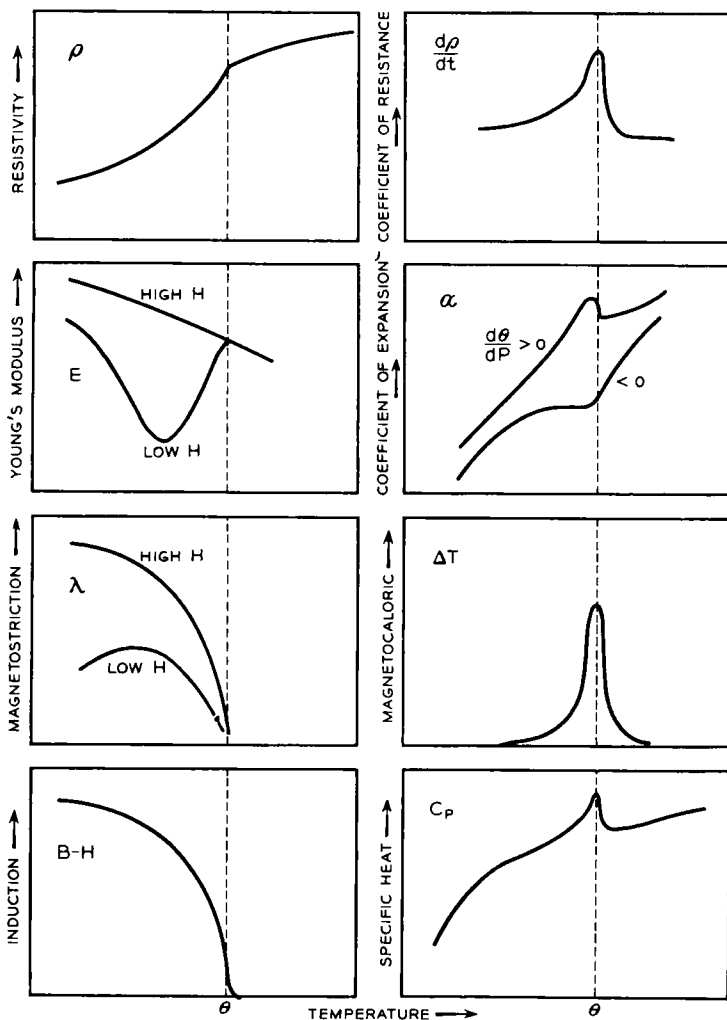 RESISTIVITY
ρ
COEFFICIENT OF RESISTANCE
dρ
dt
YOUNG'S MODULUS
E
HIGH H
LOW H
COEFFICIENT OF EXPANSION
α
dθ
dP > 0
< 0
MAGNETOSTRICTION
λ
HIGH H
LOW H
MAGNETOCALORIC
ΔT
INDUCTION
B-H
SPECIFIC HEAT
Cp
θ
TEMPERATURE
θ